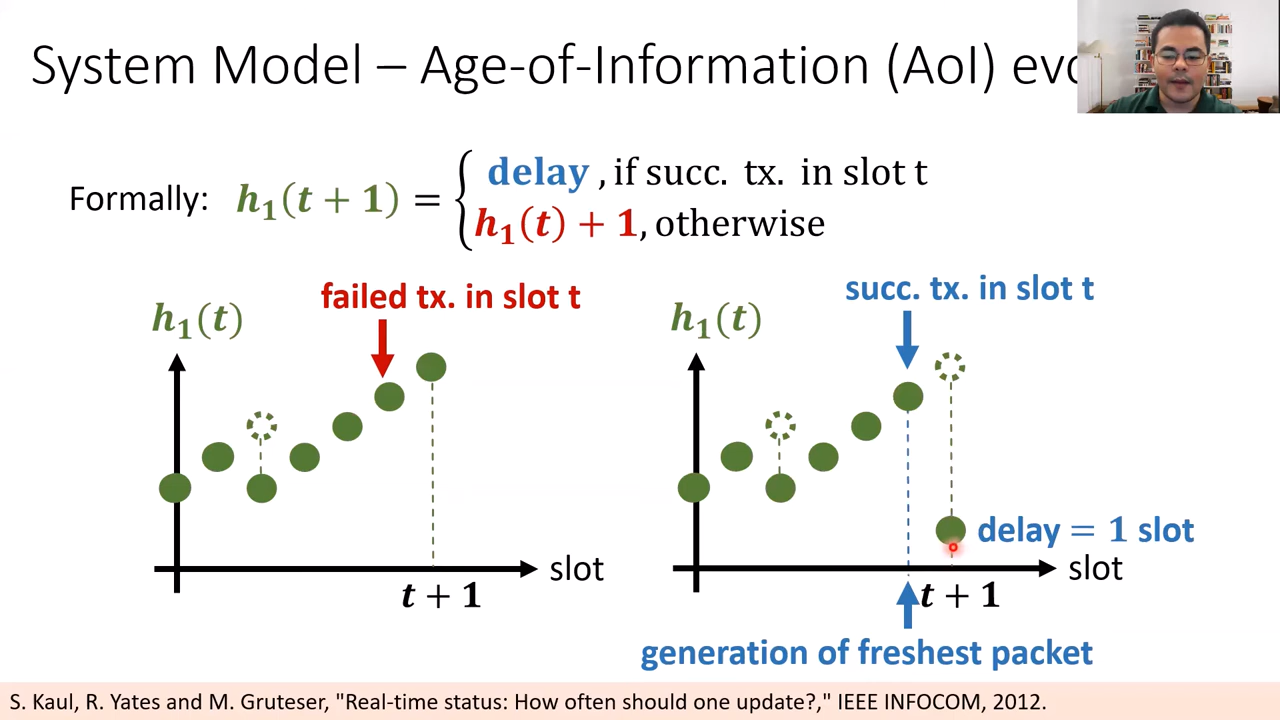 System Model – Age-of-Information (AoI) evo
Formally: h₁(t + 1) = { delay , if succ. tx. in slot t
h₁(t) + 1, otherwise
failed tx. in slot t
h₁(t)
slot
t + 1
succ. tx. in slot t
h₁(t)
delay = 1 slot
slot
t + 1
generation of freshest packet
S. Kaul, R. Yates and M. Gruteser, "Real-time status: How often should one update?," IEEE INFOCOM, 2012.